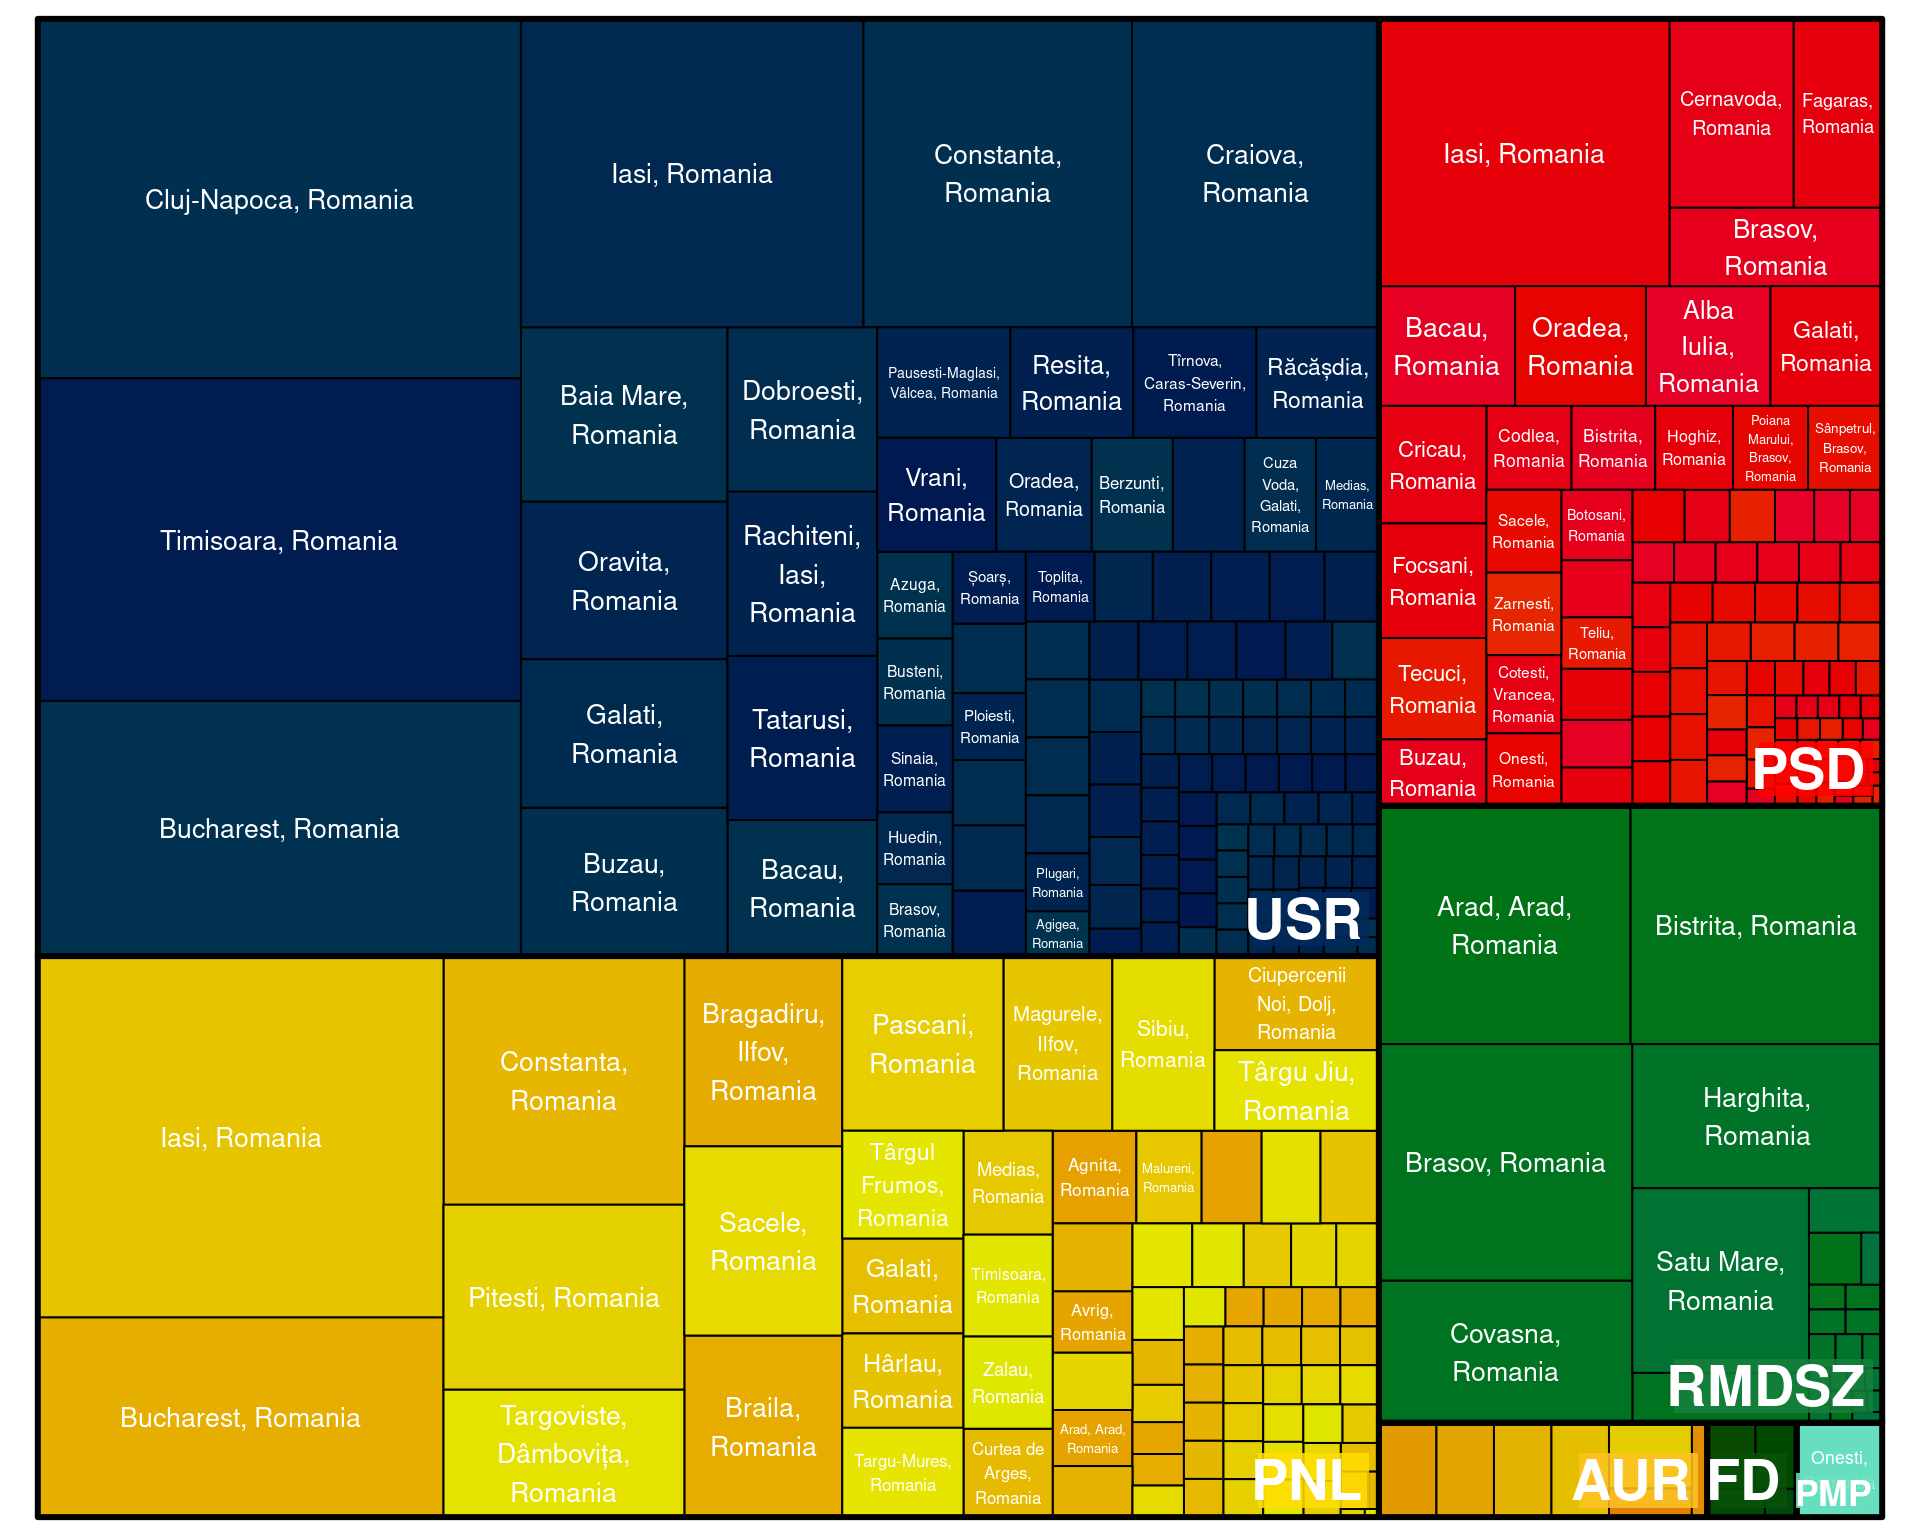 Cluj-Napoca, Romania
Timisoara, Romania
Bucharest, Romania
Iasi, Romania
Constanta,
Romania
Craiova,
Romania
Baia Mare,
Romania
Oravita,
Romania
Galati,
Romania
Buzau,
Romania
Dobroesti,
Romania
Rachiteni,
Iasi,
Romania
Tatarusi,
Romania
Bacau,
Romania
Pausesti-Maglasi,
Vâlcea, Romania
Resita,
Romania
Tîrnova,
Caras-Severin,
Romania
Răcășdia,
Romania
Vrani,
Romania
Oradea,
Romania
Berzunti,
Romania
Cuza
Voda,
Galati,
Romania
Medias,
Romania
Azuga,
Romania
Busteni,
Romania
Sinaia,
Romania
Huedin,
Romania
Brasov,
Romania
Șoarș,
Romania
Ploiesti,
Romania
Toplita,
Romania
Plugari,
Romania
Agigea,
Romania
USR
Iasi, Romania
Cernavoda,
Romania
Fagaras,
Romania
Brasov,
Romania
Bacau,
Romania
Oradea,
Romania
Alba
Iulia,
Romania
Galati,
Romania
Cricau,
Romania
Focsani,
Romania
Tecuci,
Romania
Buzau,
Romania
Codlea,
Romania
Bistrita,
Romania
Hoghiz,
Romania
Poiana
Marului,
Brasov,
Romania
Sânpetrul,
Brasov,
Romania
Sacele,
Romania
Zarnesti,
Romania
Cotesti,
Vrancea,
Romania
Onesti,
Romania
Botosani,
Romania
Teliu,
Romania
PSD
Iasi, Romania
Bucharest, Romania
Constanta,
Romania
Pitesti, Romania
Targoviste,
Dâmbovița,
Romania
Bragadiru,
Ilfov,
Romania
Sacele,
Romania
Braila,
Romania
Pascani,
Romania
Magurele,
Ilfov,
Romania
Sibiu,
Romania
Ciupercenii
Noi, Dolj,
Romania
Târgu Jiu,
Romania
Târgul
Frumos,
Romania
Galati,
Romania
Hârlau,
Romania
Targu-Mures,
Romania
Medias,
Romania
Timisoara,
Romania
Zalau,
Romania
Curtea de
Arges,
Romania
Agnita,
Romania
Malureni,
Romania
Avrig,
Romania
Arad, Arad,
Romania
PNL
Arad, Arad,
Romania
Bistrita, Romania
Brasov, Romania
Covasna,
Romania
Harghita,
Romania
Satu Mare,
Romania
RMDSZ
AUR
FD
Onesti,
PMP